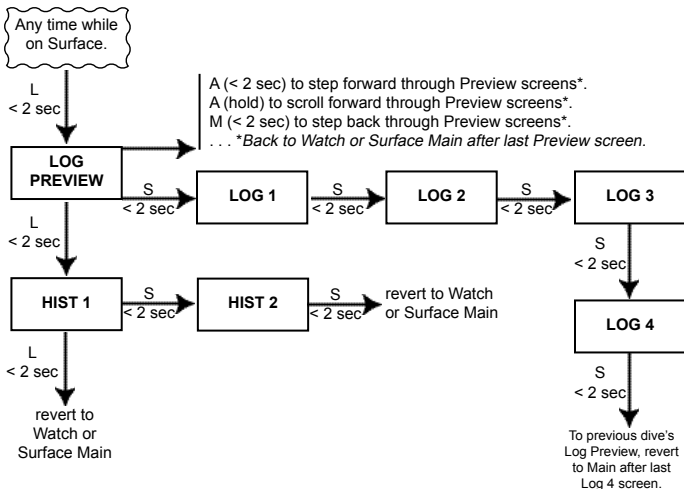 Any time while
on Surface.
L
< 2 sec
A (< 2 sec) to step forward through Preview screens*.
A (hold) to scroll forward through Preview screens*.
M (< 2 sec) to step back through Preview screens*.
. . . *Back to Watch or Surface Main after last Preview screen.
LOG
PREVIEW
S
< 2 sec
LOG 1
S
< 2 sec
LOG 2
S
< 2 sec
LOG 3
L
< 2 sec
S
< 2 sec
HIST 1
S
< 2 sec
HIST 2
S
< 2 sec
revert to Watch
or Surface Main
LOG 4
L
< 2 sec
S
< 2 sec
revert to
Watch or
Surface Main
To previous dive's
Log Preview, revert
to Main after last
Log 4 screen.